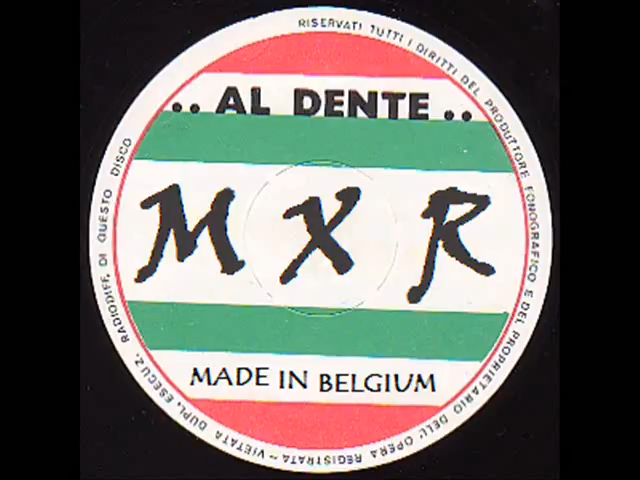 .. AL DENTE ..
M X R
MADE IN BELGIUM
RISERVATI TUTTI I DIRITTI DEL PRODUTTORE FONOGRAFICO E DEL PROPRIETARIO DELL' OPERA REGISTRATA - VIETATA DUPL. ESECUZ. RADIODIFF. DI QUESTO DISCO